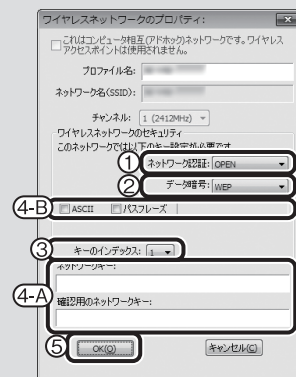 ワイヤレスネットワークのプロパティ:
これはコンピュータ相互(アドホック)ネットワークです。ワイヤレス
アクセスポイントは使用されません。
プロファイル名:
ネットワーク名(SSID):
チャンネル: 1 (2412MHz)
ワイヤレスネットワークのセキュリティ
このネットワークでは以下のキー設定が必要です
① ネットワーク認証: OPEN
② データ暗号: WEP
④-B ASCII パスフレーズ
③ キーのインデックス: 1
ネットワークキー:
④-A
確認用のネットワークキー:
⑤ OK(O) キャンセル(C)